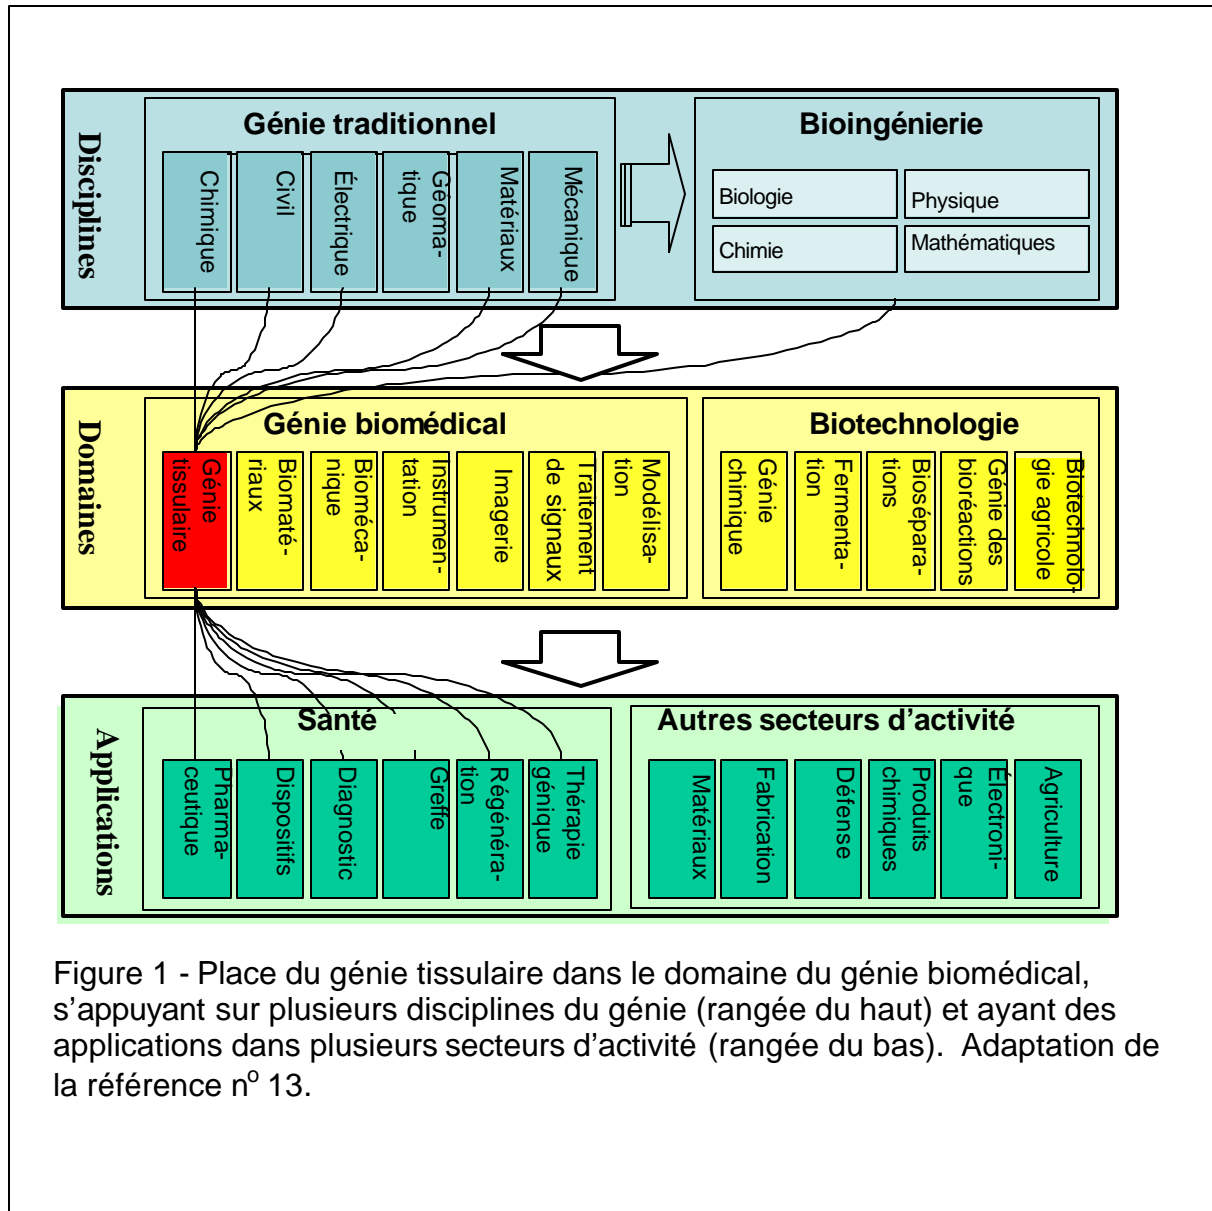 Disciplines
Génie traditionnel
Chimique
Civil
Électrique
Géoma-
tique
Matériaux
Mécanique
Bioingénierie
Biologie
Physique
Chimie
Mathématiques
Domaines
Génie biomédical
Génie
tissulaire
Biomaté-
riaux
Bioméca-
nique
Instrumen-
tation
Imagerie
Traitement
de signaux
Modélisa-
tion
Biotechnologie
Génie
chimique
Fermenta-
tion
Biosépara-
tions
Génie des
bioréactions
Biotechnolo-
gie agricole
Applications
Santé
Pharma-
ceutique
Dispositifs
Diagnostic
Greffe
Régénéra-
tion
Thérapie
génique
Autres secteurs d’activité
Matériaux
Fabrication
Défense
Produits
chimiques
Électroni-
que
Agriculture
Figure 1 - Place du génie tissulaire dans le domaine du génie biomédical,
s’appuyant sur plusieurs disciplines du génie (rangée du haut) et ayant des
applications dans plusieurs secteurs d’activité (rangée du bas). Adaptation de
la référence nº 13.